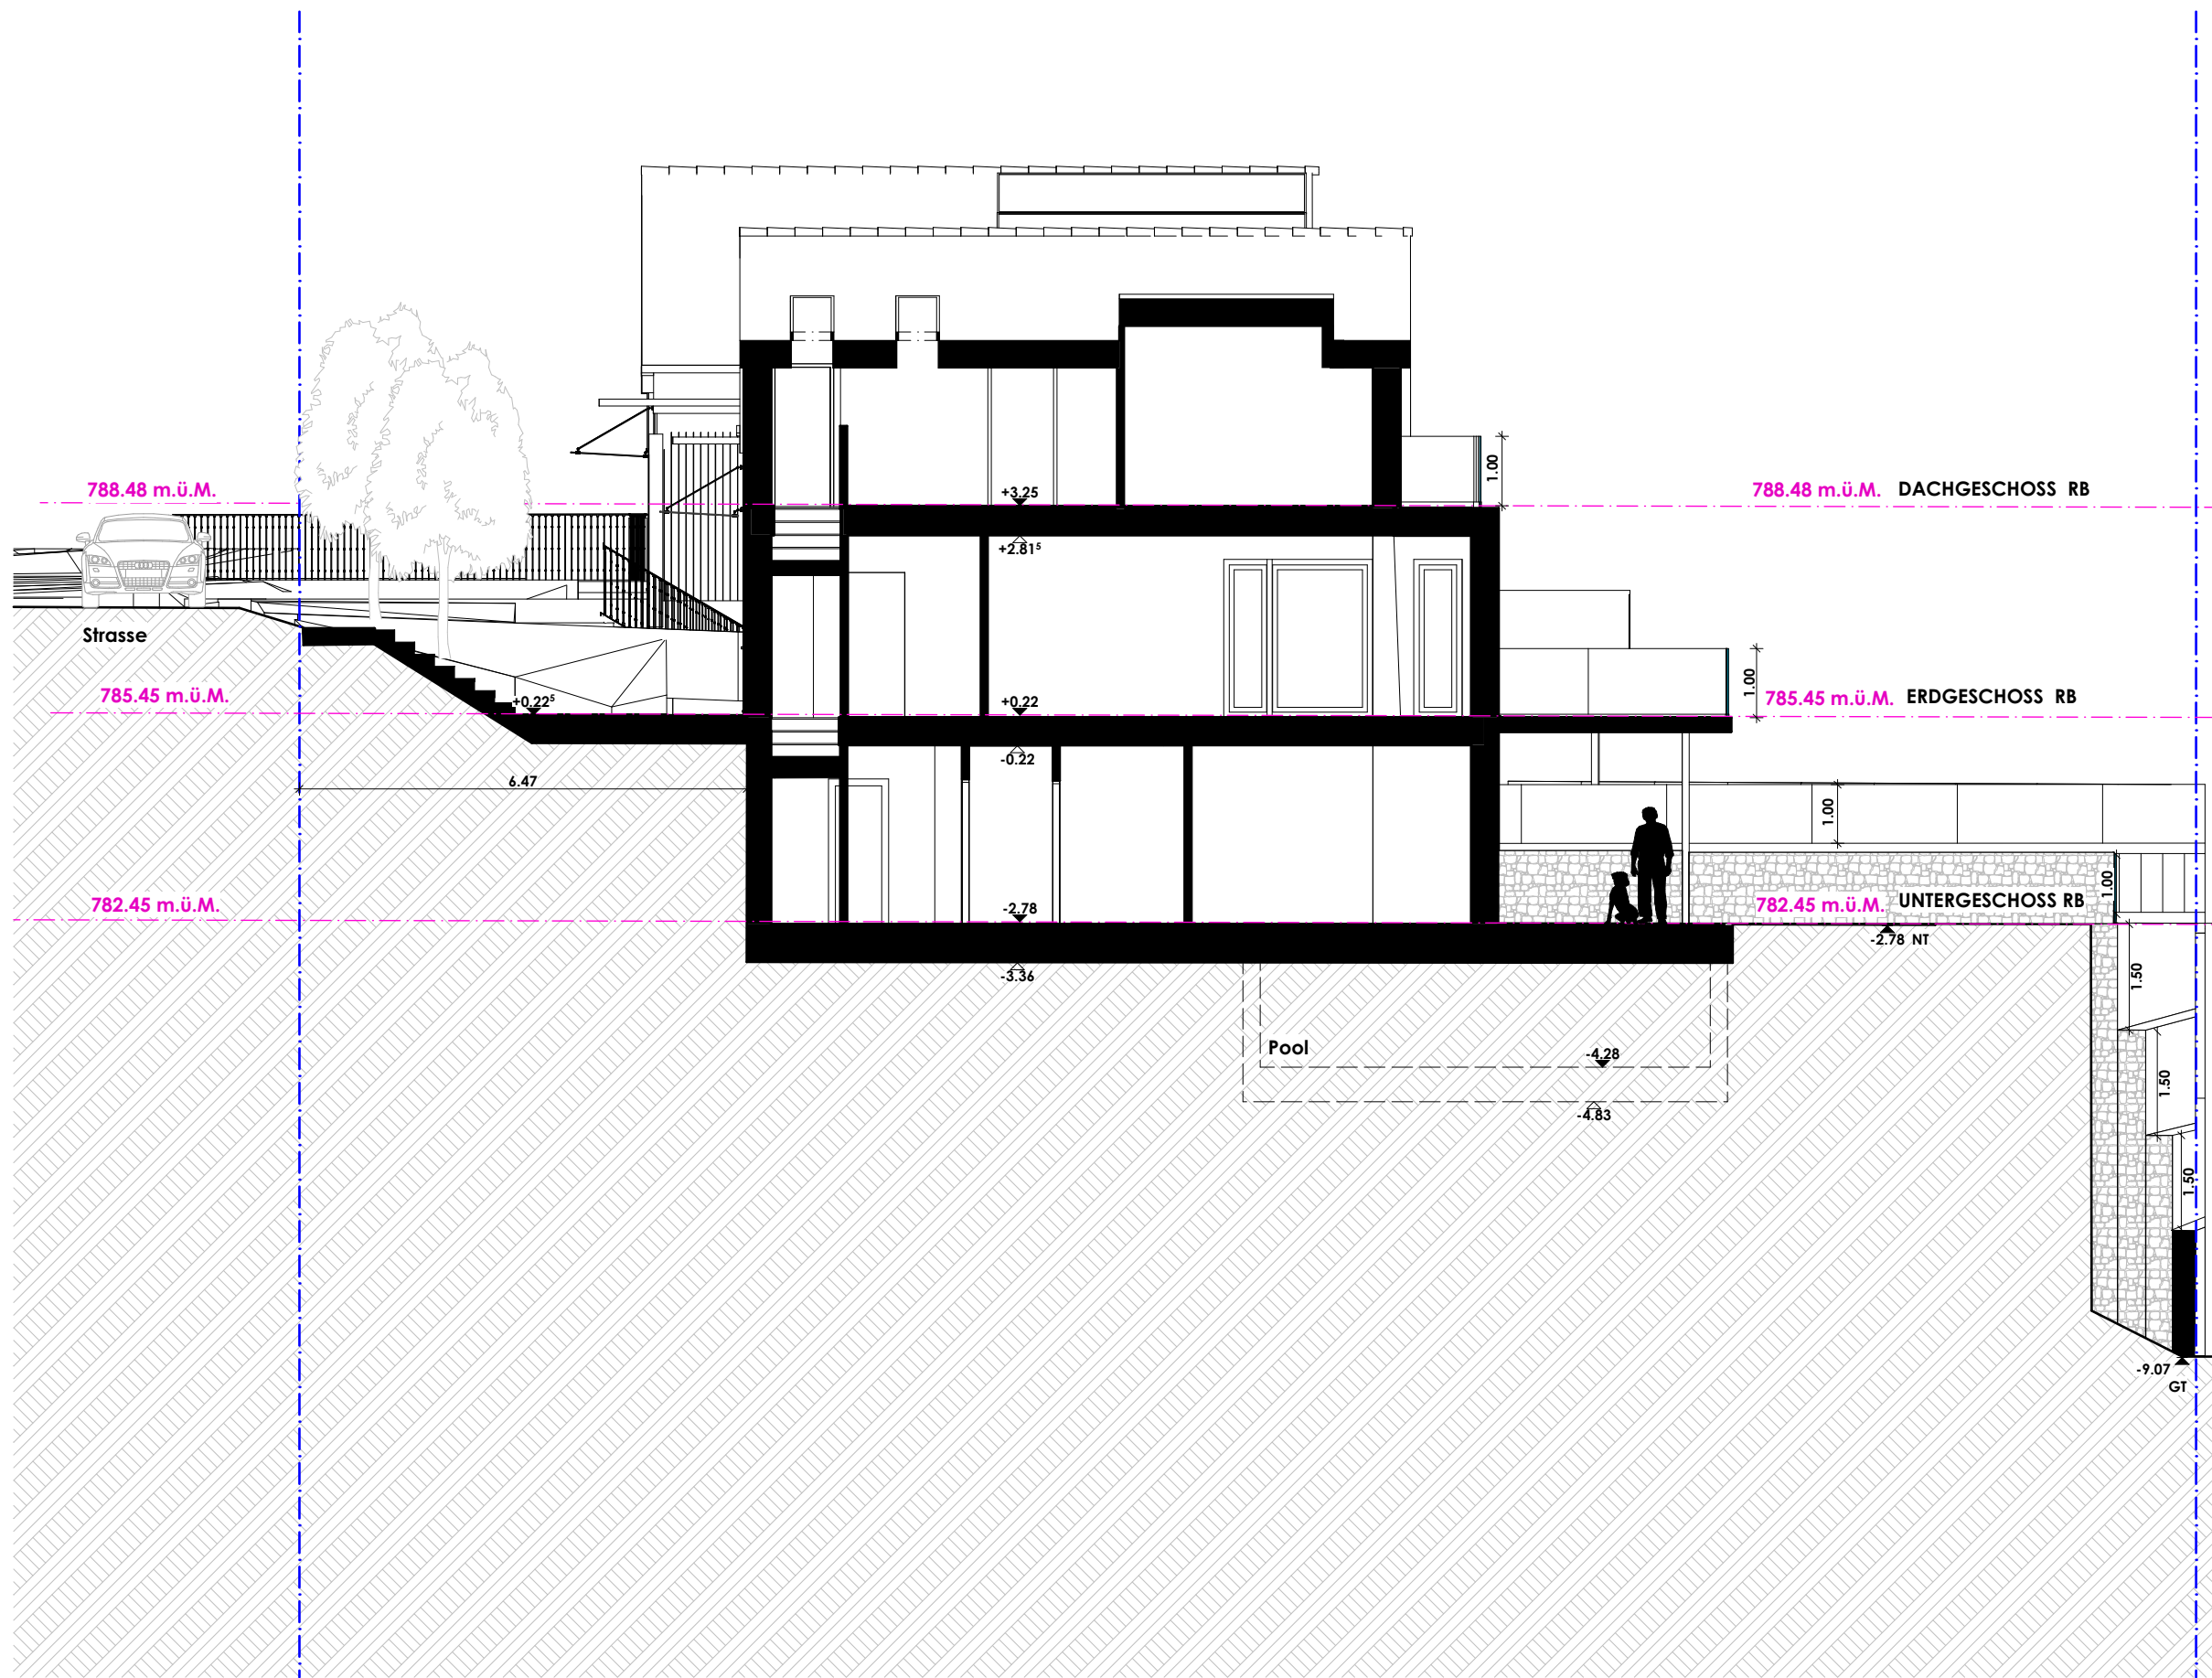 1.00
788.48 m.ü.M.
+3.25
788.48 m.ü.M. DACHGESCHOSS RB
+2.81⁵
Strasse
785.45 m.ü.M.
+0.22⁵
+0.22
1.00
785.45 m.ü.M. ERDGESCHOSS RB
-0.22
6.47
1.00
782.45 m.ü.M.
-2.78
1.00
782.45 m.ü.M. UNTERGESCHOSS RB
-2.78 NT
-3.36
1.50
Pool
-4.28
1.50
-4.83
1.50
-9.07
GT